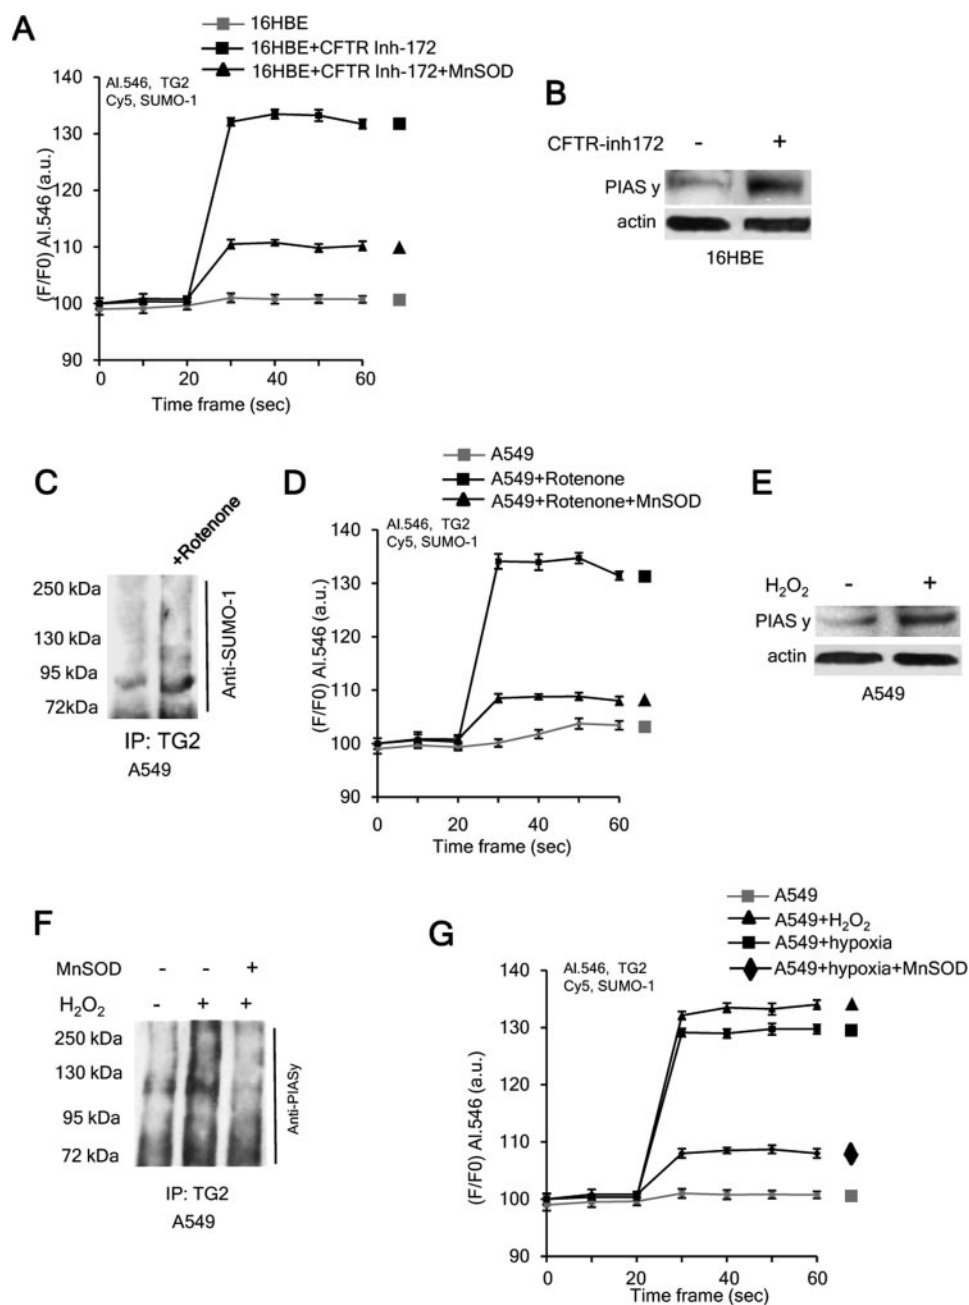 A
16HBE
16HBE+CFTR Inh-172
16HBE+CFTR Inh-172+MnSOD
Al.546, TG2
Cy5, SUMO-1
(F/F0) Al.546 (a.u.)
140
130
120
110
100
90
0 20 40 60
Time frame (sec)
B
CFTR-inh172 - +
PIAS y
actin
16HBE
C
+Rotenone
250 kDa
130 kDa
95 kDa
72kDa
Anti-SUMO-1
IP: TG2
A549
D
A549
A549+Rotenone
A549+Rotenone+MnSOD
Al.546, TG2
Cy5, SUMO-1
(F/F0) Al.546 (a.u.)
140
130
120
110
100
90
0 20 40 60
Time frame (sec)
E
H₂O₂ - +
PIAS y
actin
A549
F
MnSOD - - +
H₂O₂ - + +
250 kDa
130 kDa
95 kDa
72 kDa
Anti-PIASy
IP: TG2
A549
G
A549
A549+H₂O₂
A549+hypoxia
A549+hypoxia+MnSOD
Al.546, TG2
Cy5, SUMO-1
(F/F0) Al.546 (a.u.)
140
130
120
110
100
90
0 20 40 60
Time frame (sec)